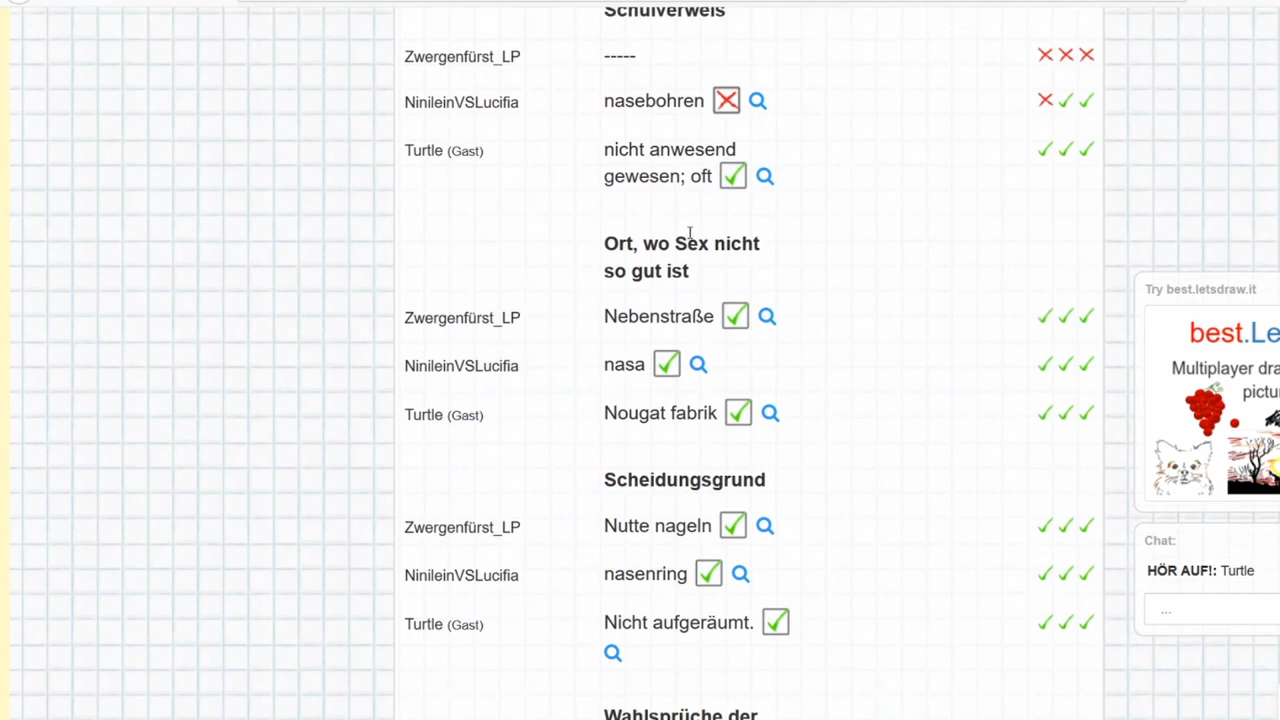 Schulverweis
Zwergenfürst_LP
-----
NinileinVSLucifia
nasebohren
Turtle (Gast)
nicht anwesend
gewesen; oft
Ort, wo Sex nicht
so gut ist
Zwergenfürst_LP
Nebenstraße
NinileinVSLucifia
nasa
Turtle (Gast)
Nougat fabrik
Scheidungsgrund
Zwergenfürst_LP
Nutte nageln
NinileinVSLucifia
nasenring
Turtle (Gast)
Nicht aufgeräumt.
Wahlsprüche der
Try best.letsdraw.it
best.Le
Multiplayer dra
pictu
Chat:
HÖR AUF!: Turtle
...